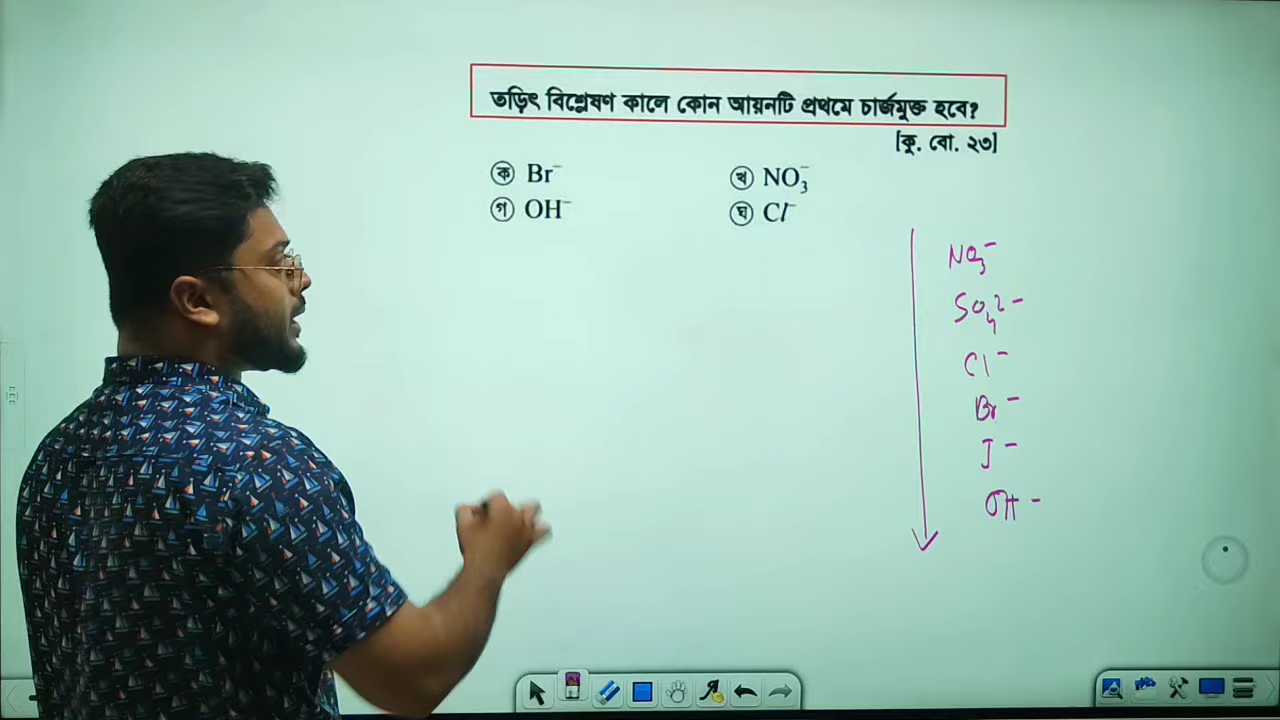 তড়িৎ বিশ্লেষণ কালে কোন আয়নটি প্রথমে চার্জমুক্ত হবে?
[কু. বো. ২৩]
ক Br⁻ খ NO₃⁻
গ OH⁻ ঘ Cl⁻
NO₃⁻
SO₄²⁻
Cl⁻
Br⁻
I⁻
OH⁻